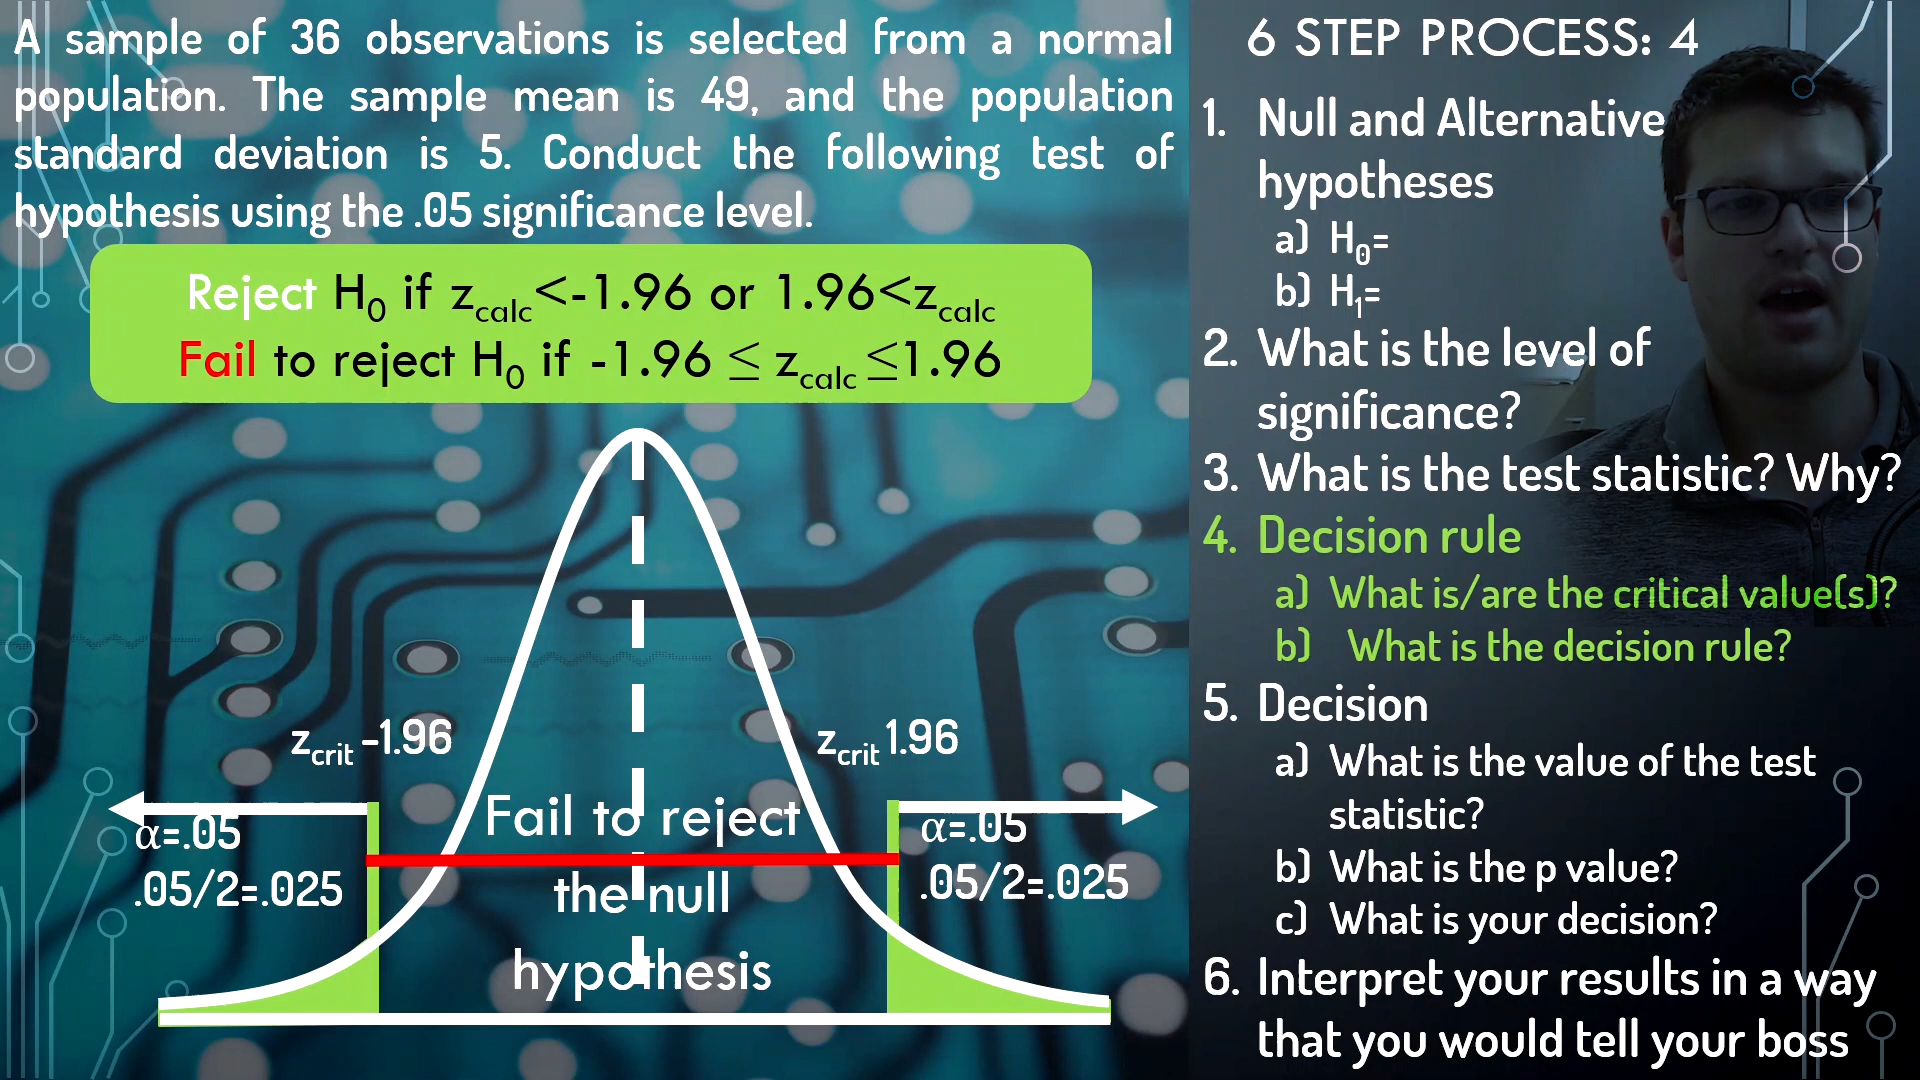 A sample of 36 observations is selected from a normal
population. The sample mean is 49, and the population
standard deviation is 5. Conduct the following test of
hypothesis using the .05 significance level.
Reject H₀ if z_calc<-1.96 or 1.96<z_calc
Fail to reject H₀ if -1.96 ≤ z_calc ≤1.96
z_crit -1.96
z_crit 1.96
α=.05
.05/2=.025
Fail to reject
the null
hypothesis
α=.05
.05/2=.025
6 STEP PROCESS: 4
1. Null and Alternative
hypotheses
a) H₀=
b) H₁=
2. What is the level of
significance?
3. What is the test statistic? Why?
4. Decision rule
a) What is/are the critical value(s)?
b) What is the decision rule?
5. Decision
a) What is the value of the test
statistic?
b) What is the p value?
c) What is your decision?
6. Interpret your results in a way
that you would tell your boss